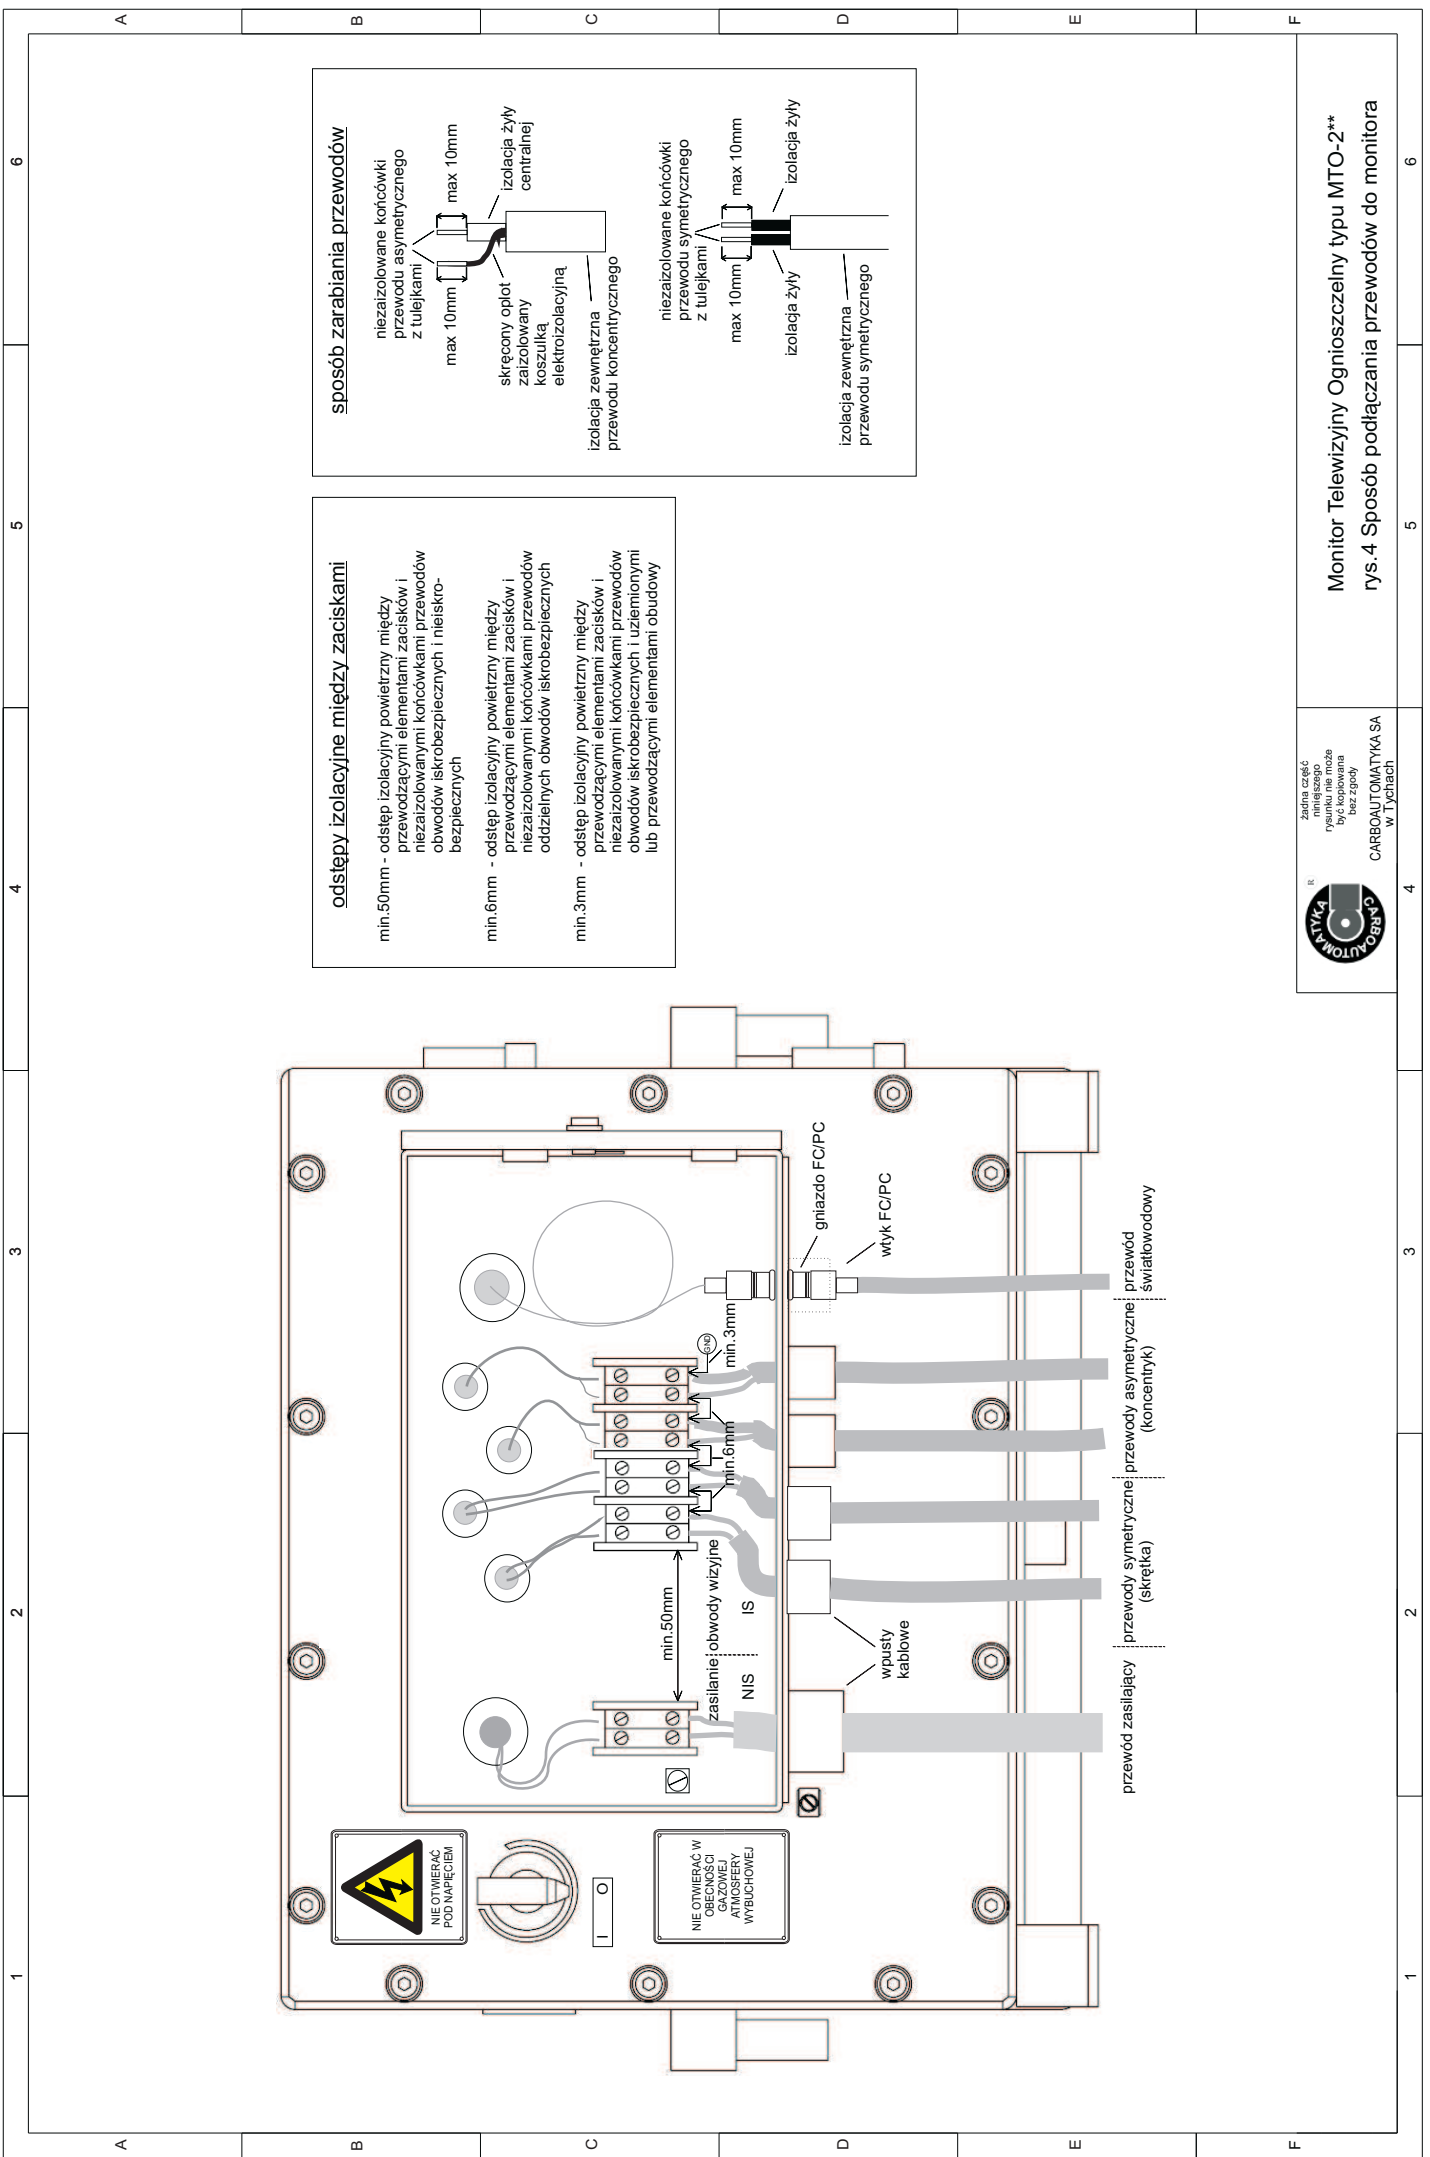 1
2
3
4
5
6
A
B
C
D
E
F
NIE OTWIERAĆ
POD NAPIĘCIEM
I
O
NIE OTWIERAĆ W
OBECNOŚCI
GAZOWEJ
ATMOSFERY
WYBUCHOWEJ
min.50mm
zasilanie
obwody wizyjne
NIS
IS
min.6mm
min.3mm
GND
gniazdo FC/PC
wtyk FC/PC
wpusty
kablowe
przewód zasilający
przewody symetryczne
(skrętka)
przewody asymetryczne
(koncentryk)
przewód
światłowodowy
odstępy izolacyjne między zaciskami
min.50mm - odstęp izolacyjny powietrzny między
przewodzącymi elementami zacisków i
niezaizolowanymi końcówkami przewodów
obwodów iskrobezpiecznych i nieiskro-
bezpiecznych
min.6mm - odstęp izolacyjny powietrzny między
przewodzącymi elementami zacisków i
niezaizolowanymi końcówkami przewodów
oddzielnych obwodów iskrobezpiecznych
min.3mm - odstęp izolacyjny powietrzny między
przewodzącymi elementami zacisków i
niezaizolowanymi końcówkami przewodów
obwodów iskrobezpiecznych i uziemionymi
lub przewodzącymi elementami obudowy
sposób zarabiania przewodów
niezaizolowane końcówki
przewodu asymetrycznego
z tulejkami
max 10mm
max 10mm
skręcony oplot
zaizolowany
koszulką
elektroizolacyjną
izolacja żyły
centralnej
izolacja zewnętrzna
przewodu koncentrycznego
niezaizolowane końcówki
przewodu symetrycznego
z tulejkami
max 10mm
max 10mm
izolacja żyły
izolacja żyły
izolacja zewnętrzna
przewodu symetrycznego
CARBOAUTOMATYKA
R
żadna część
niniejszego
rysunku nie może
być kopiowana
bez zgody
CARBOAUTOMATYKA SA
w Tychach
Monitor Telewizyjny Ognioszczelny typu MTO-2**
rys.4 Sposób podłączania przewodów do monitora
1
2
3
4
5
6
A
B
C
D
E
F